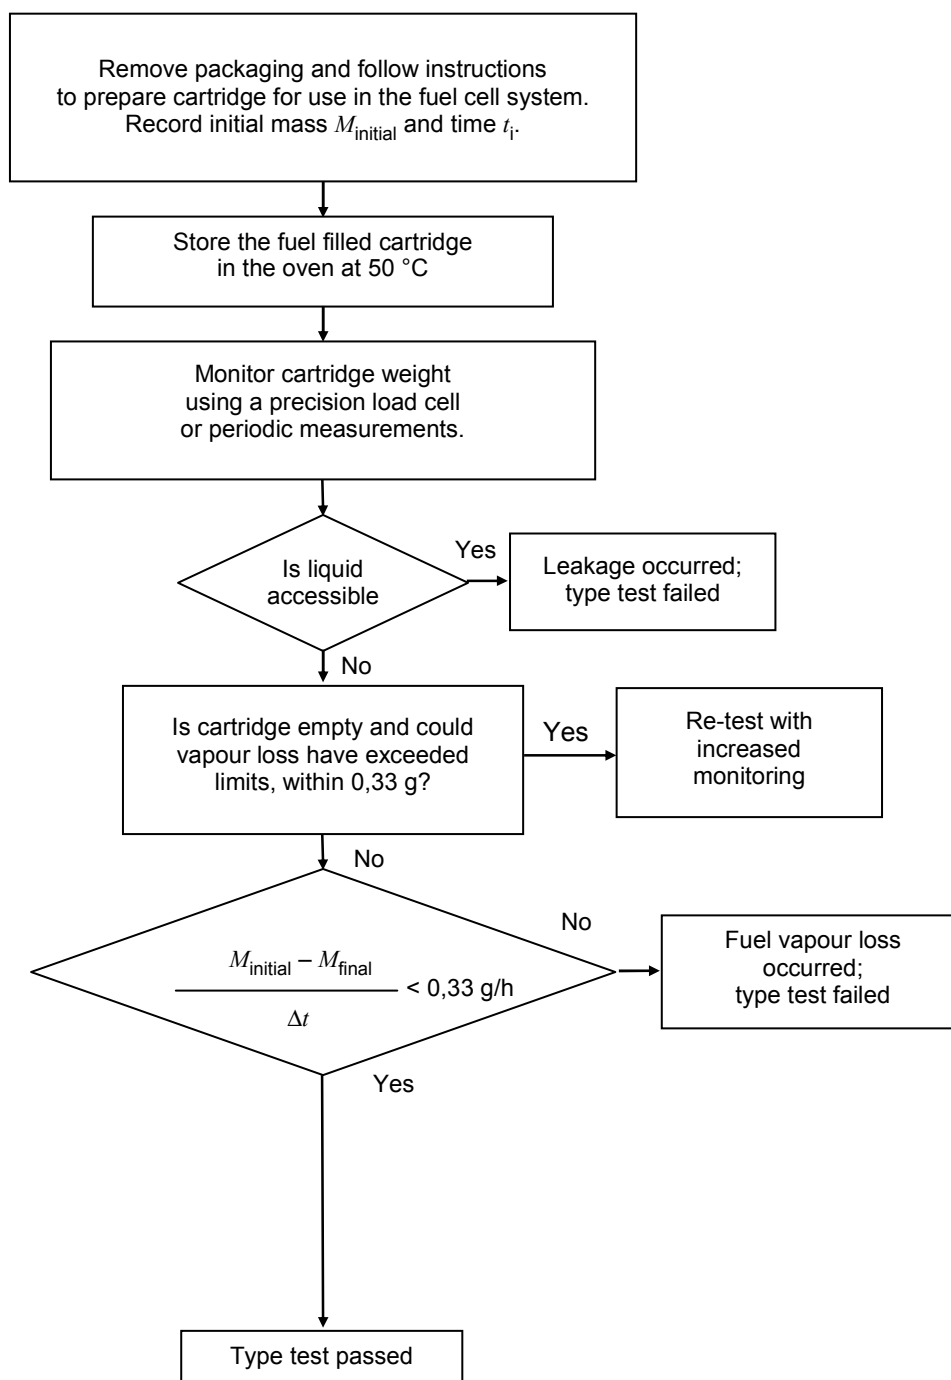 Remove packaging and follow instructions
to prepare cartridge for use in the fuel cell system.
Record initial mass M_initial and time t_i.
Store the fuel filled cartridge
in the oven at 50 °C
Monitor cartridge weight
using a precision load cell
or periodic measurements.
Is liquid
accessible
Yes
Leakage occurred;
type test failed
No
Is cartridge empty and could
vapour loss have exceeded
limits, within 0,33 g?
Yes
Re-test with
increased
monitoring
No
M_initial – M_final
Δt
< 0,33 g/h
No
Fuel vapour loss
occurred;
type test failed
Yes
Type test passed